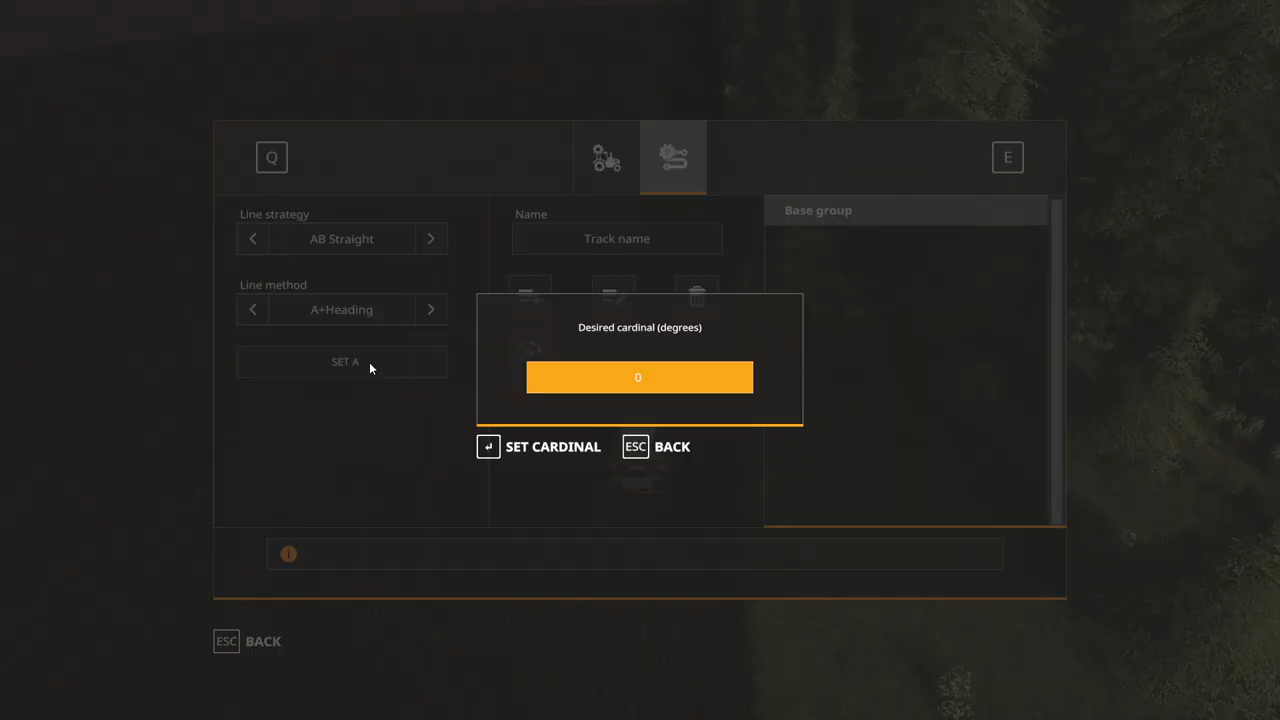 Q
E
Line strategy
AB Straight
Line method
A+Heading
SET A
Name
Track name
Base group
Desired cardinal (degrees)
0
↵ SET CARDINAL ESC BACK
i
ESC BACK